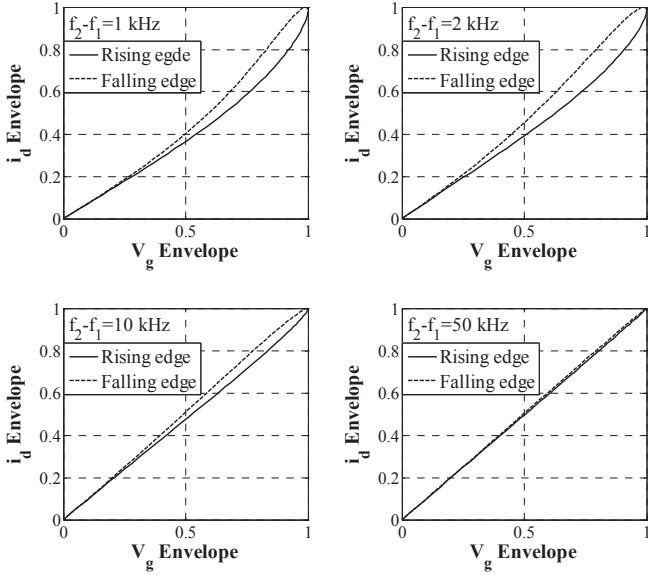 f₂-f₁=1 kHz
Rising egde
Falling edge
1
0.8
0.6
0.4
0.2
0
0
0.5
1
i_d Envelope
V_g Envelope
f₂-f₁=2 kHz
Rising edge
Falling edge
1
0.8
0.6
0.4
0.2
0
0
0.5
1
i_d Envelope
V_g Envelope
f₂-f₁=10 kHz
Rising edge
Falling edge
1
0.8
0.6
0.4
0.2
0
0
0.5
1
i_d Envelope
V_g Envelope
f₂-f₁=50 kHz
Rising edge
Falling edge
1
0.8
0.6
0.4
0.2
0
0
0.5
1
i_d Envelope
V_g Envelope